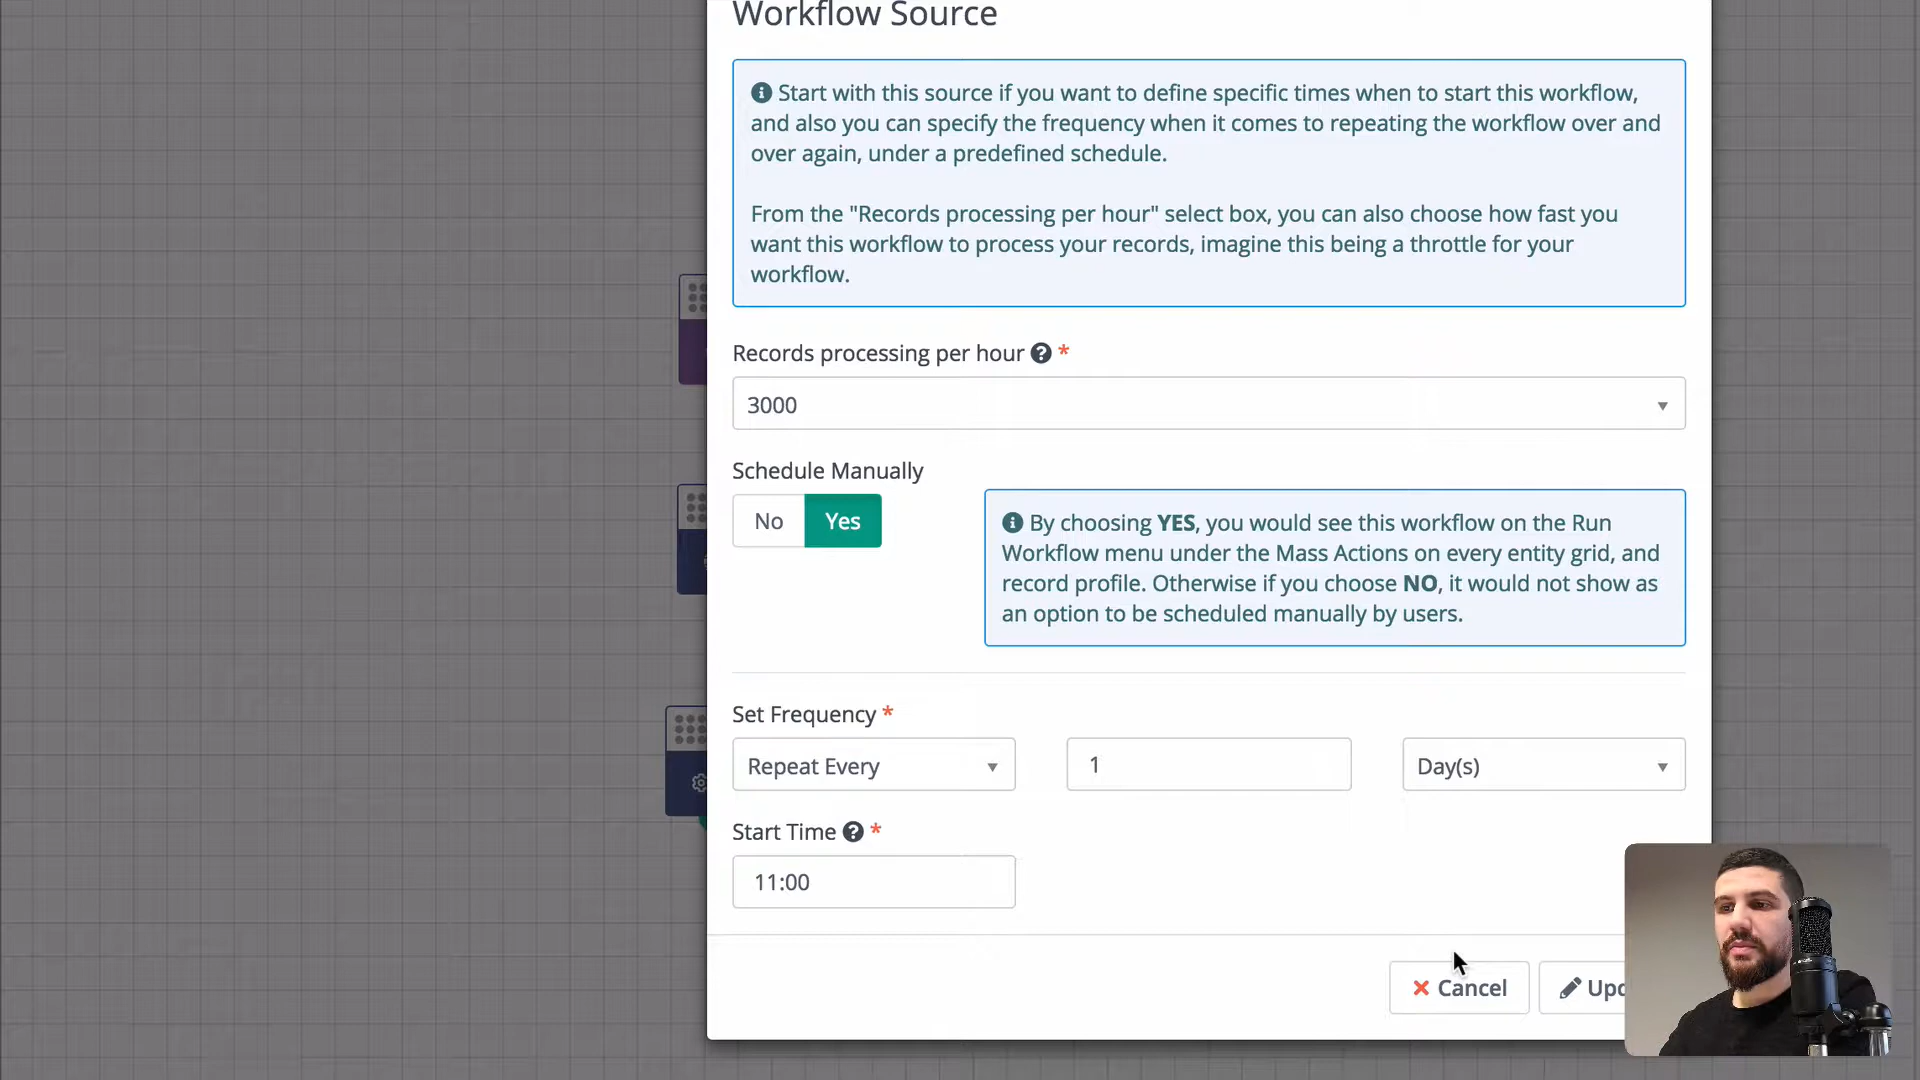 Workflow Source
Start with this source if you want to define specific times when to start this workflow,
and also you can specify the frequency when it comes to repeating the workflow over and
over again, under a predefined schedule.
From the "Records processing per hour" select box, you can also choose how fast you
want this workflow to process your records, imagine this being a throttle for your
workflow.
Records processing per hour *
3000
Schedule Manually
No Yes
By choosing YES, you would see this workflow on the Run
Workflow menu under the Mass Actions on every entity grid, and
record profile. Otherwise if you choose NO, it would not show as
an option to be scheduled manually by users.
Set Frequency *
Repeat Every 1 Day(s)
Start Time *
11:00
Cancel